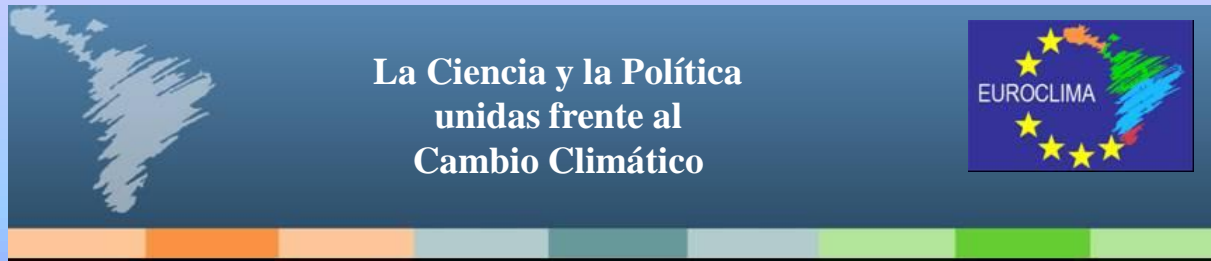 La Ciencia y la Política
unidas frente al
Cambio Climático
EUROCLIMA